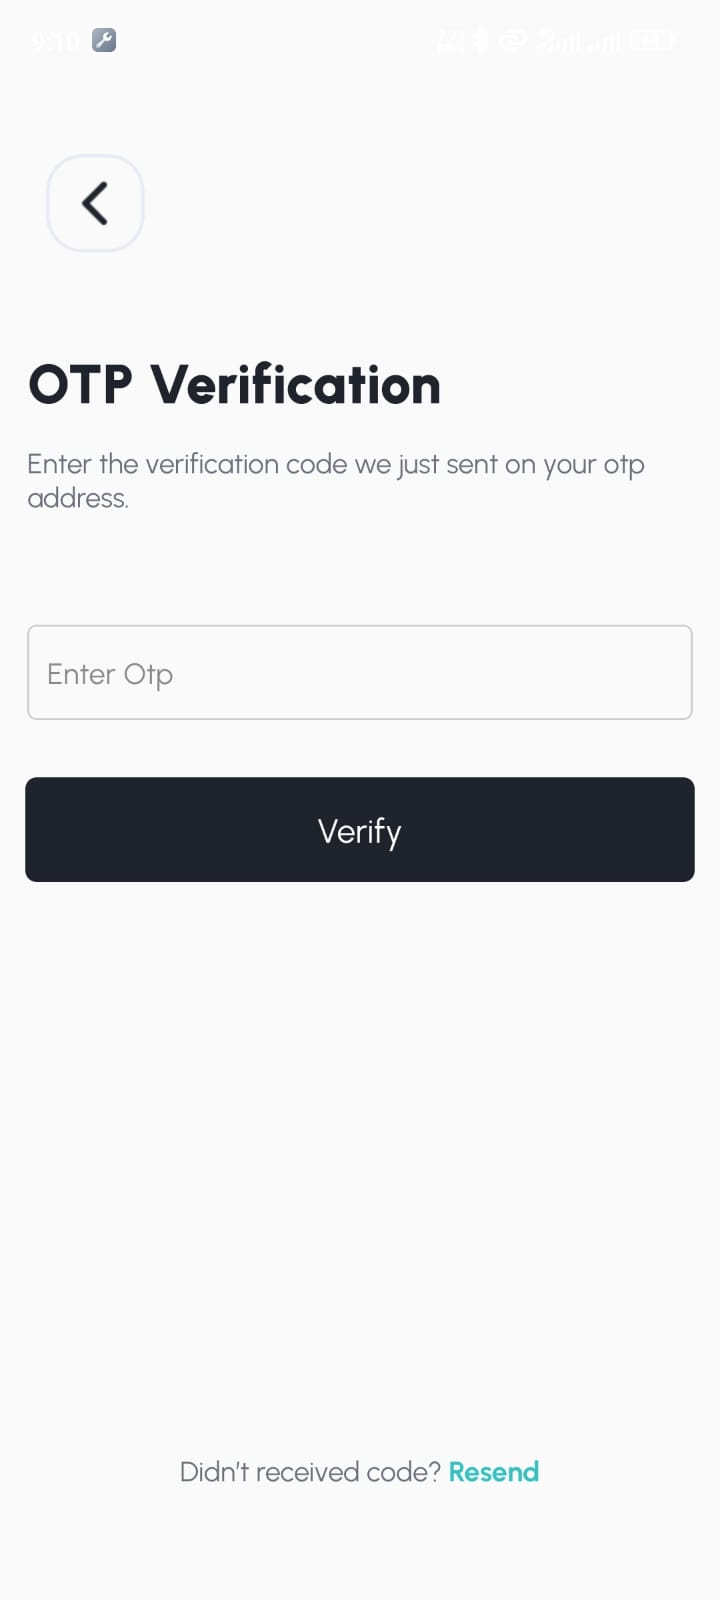 9:10
OTP Verification
Enter the verification code we just sent on your otp
address.
Enter Otp
Verify
Didn't received code? Resend